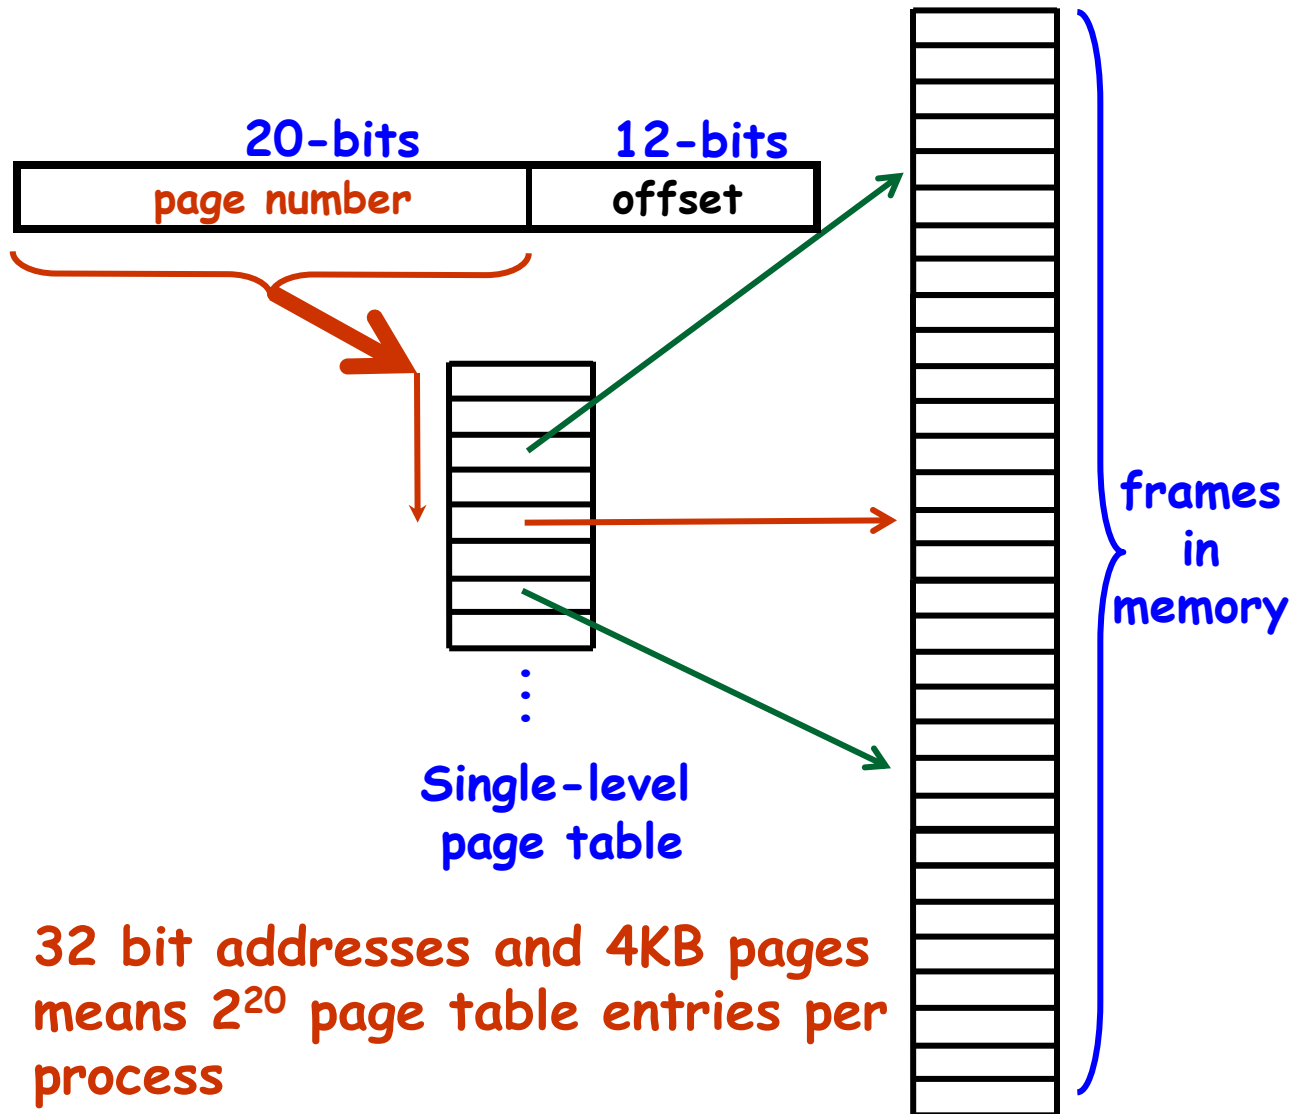 20-bits
12-bits
page number
offset
frames
in
memory
Single-level
page table
32 bit addresses and 4KB pages
means 2²⁰ page table entries per
process